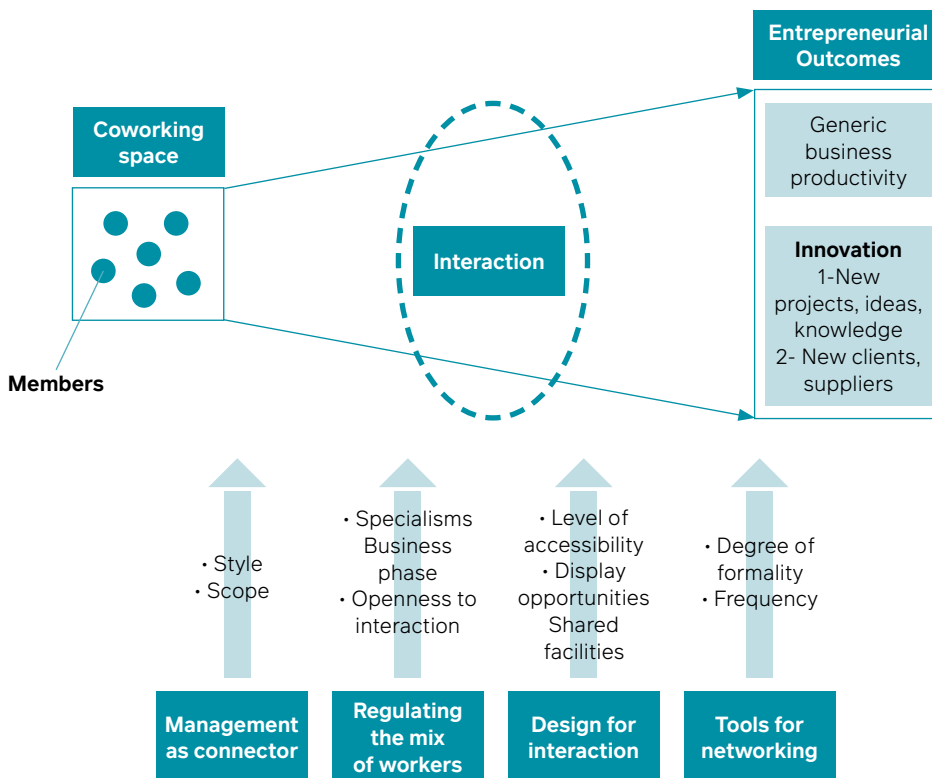 Entrepreneurial
Outcomes
Coworking
space
Generic
business
productivity
Interaction
Innovation
1-New
projects, ideas,
knowledge
2- New clients,
suppliers
Members
• Style
• Scope
• Specialisms
Business
phase
• Openness to
interaction
• Level of
accessibility
• Display
opportunities
Shared
facilities
• Degree of
formality
• Frequency
Management
as connector
Regulating
the mix
of workers
Design for
interaction
Tools for
networking